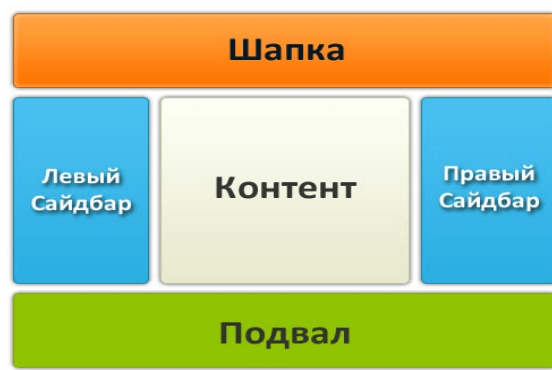 Шапка
Левый
Сайдбар
Контент
Правый
Сайдбар
Подвал